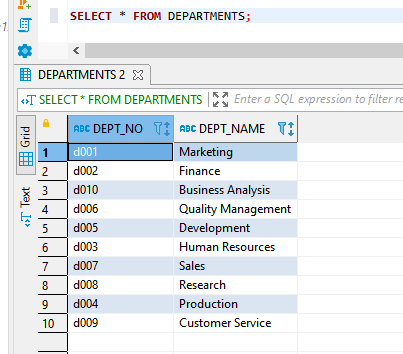 SELECT * FROM DEPARTMENTS;
DEPARTMENTS 2
SELECT * FROM DEPARTMENTS Enter a SQL expression to filter re
Grid
Text
ABC DEPT_NO ABC DEPT_NAME
1 d001 Marketing
2 d002 Finance
3 d010 Business Analysis
4 d006 Quality Management
5 d005 Development
6 d003 Human Resources
7 d007 Sales
8 d008 Research
9 d004 Production
10 d009 Customer Service